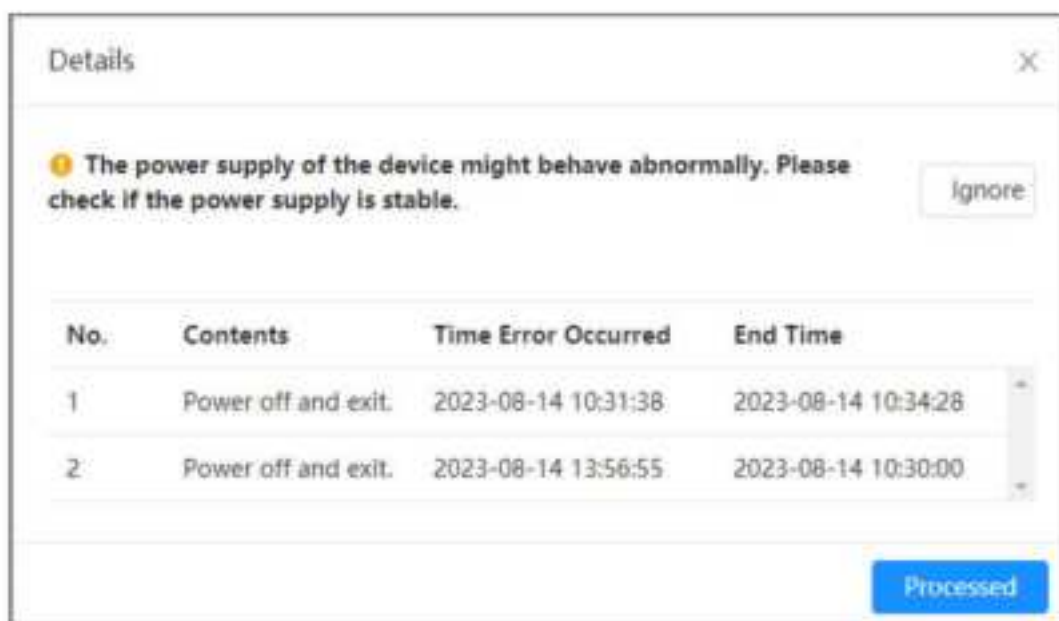 Details
The power supply of the device might behave abnormally. Please
check if the power supply is stable.
Ignore
No. Contents Time Error Occurred End Time
1 Power off and exit. 2023-08-14 10:31:38 2023-08-14 10:34:28
2 Power off and exit. 2023-08-14 13:56:55 2023-08-14 10:30:00
Processed